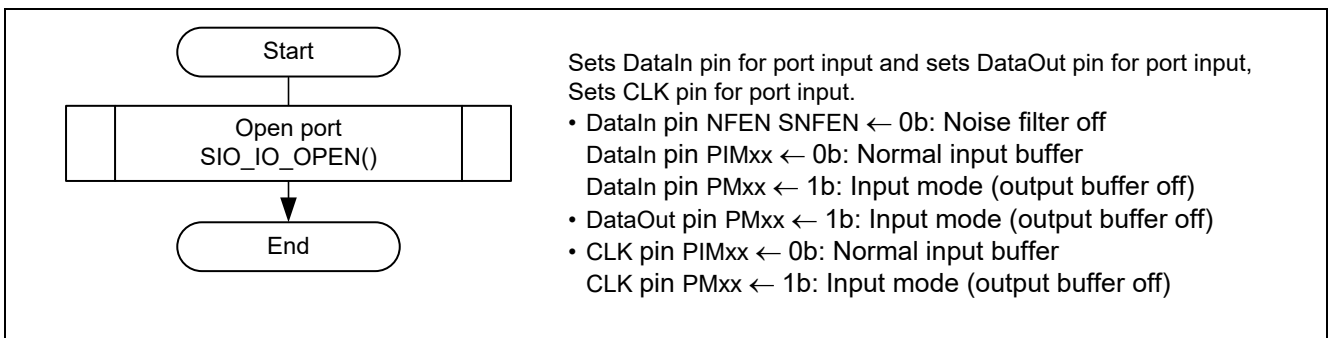 Start
Open port
SIO_IO_OPEN()
End
Sets DataIn pin for port input and sets DataOut pin for port input,
Sets CLK pin for port input.
• DataIn pin NFEN SNFEN ← 0b: Noise filter off
DataIn pin PIMxx ← 0b: Normal input buffer
DataIn pin PMxx ← 1b: Input mode (output buffer off)
• DataOut pin PMxx ← 1b: Input mode (output buffer off)
• CLK pin PIMxx ← 0b: Normal input buffer
CLK pin PMxx ← 1b: Input mode (output buffer off)